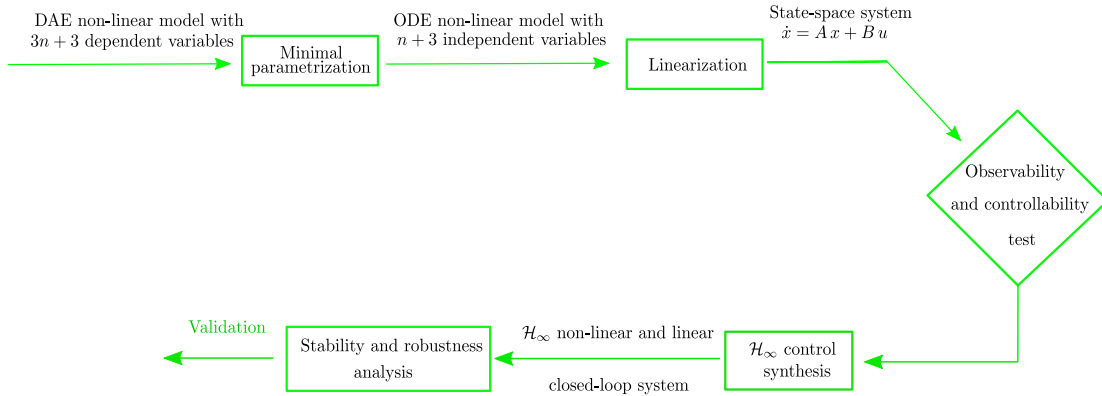 DAE non-linear model with
3n + 3 dependent variables
Minimal
parametrization
ODE non-linear model with
n + 3 independent variables
Linearization
State-space system
ẋ = A x + B u
Observability
and controllability
test
ℋ∞ control
synthesis
ℋ∞ non-linear and linear
closed-loop system
Stability and robustness
analysis
Validation